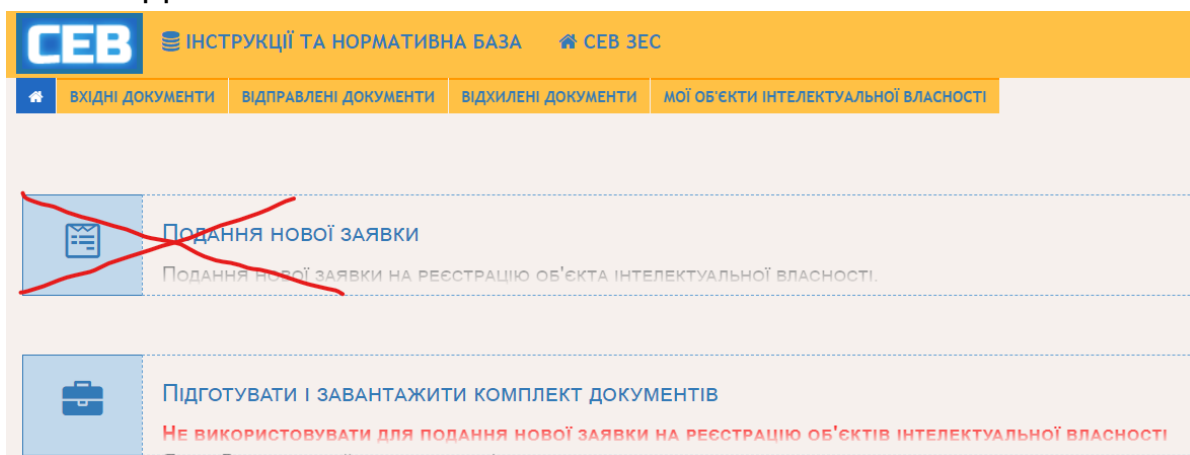 СЕВ ІНСТРУКЦІЇ ТА НОРМАТИВНА БАЗА СЕВ ЗЕС
ВХІДНІ ДОКУМЕНТИ ВІДПРАВЛЕНІ ДОКУМЕНТИ ВІДХИЛЕНІ ДОКУМЕНТИ МОЇ ОБ'ЄКТИ ІНТЕЛЕКТУАЛЬНОЇ ВЛАСНОСТІ
Подання нової заявки
Подання нової заявки на реєстрацію об'єкта інтелектуальної власності.
Підготувати і завантажити комплект документів
Не використовувати для подання нової заявки на реєстрацію об'єктів інтелектуальної власності